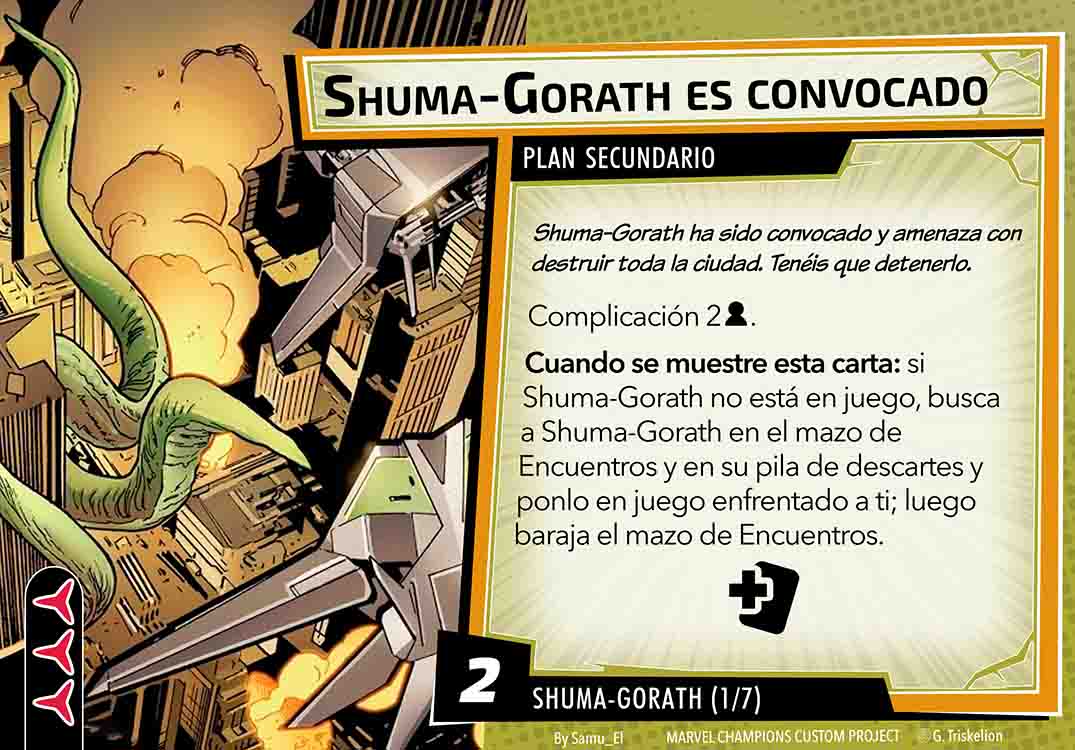 Shuma-Gorath es convocado
PLAN SECUNDARIO
Shuma-Gorath ha sido convocado y amenaza con
destruir toda la ciudad. Tenéis que detenerlo.
Complicación 2.
Cuando se muestre esta carta: si
Shuma-Gorath no está en juego, busca
a Shuma-Gorath en el mazo de
Encuentros y en su pila de descartes y
ponlo en juego enfrentado a ti; luego
baraja el mazo de Encuentros.
2
SHUMA-GORATH (1/7)
By Samu_El MARVEL CHAMPIONS CUSTOM PROJECT G. Triskelion